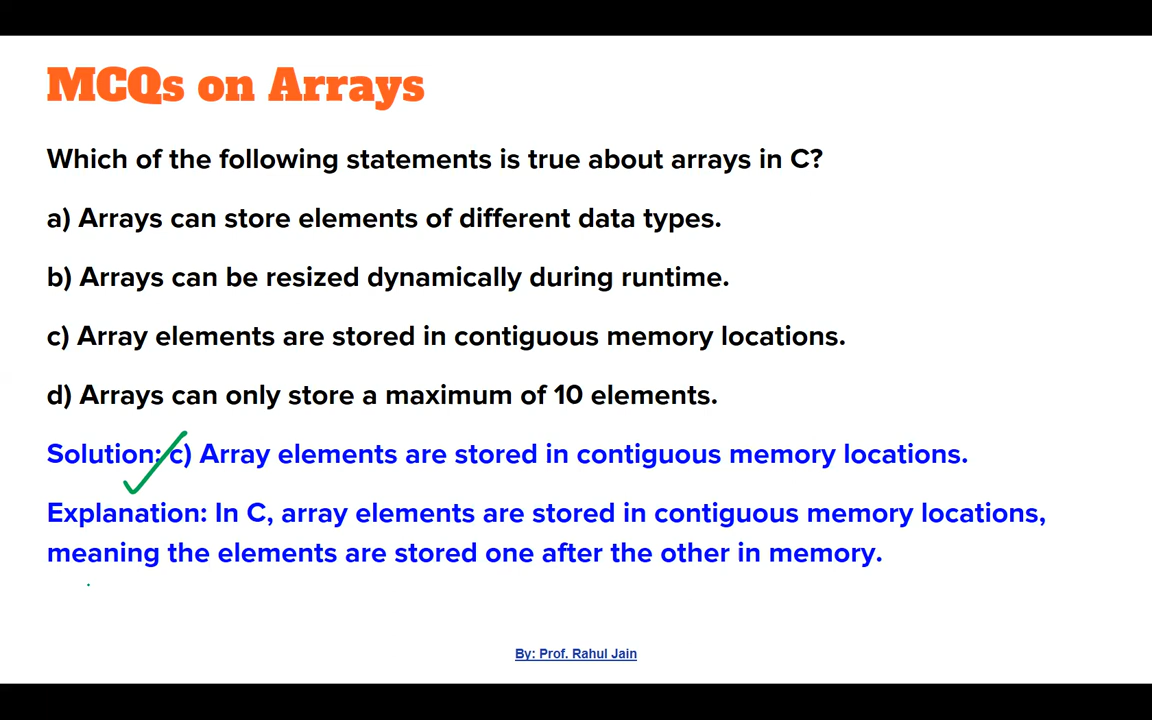 MCQs on Arrays
Which of the following statements is true about arrays in C?
a) Arrays can store elements of different data types.
b) Arrays can be resized dynamically during runtime.
c) Array elements are stored in contiguous memory locations.
d) Arrays can only store a maximum of 10 elements.
Solution: c) Array elements are stored in contiguous memory locations.
Explanation: In C, array elements are stored in contiguous memory locations,
meaning the elements are stored one after the other in memory.
By: Prof. Rahul Jain